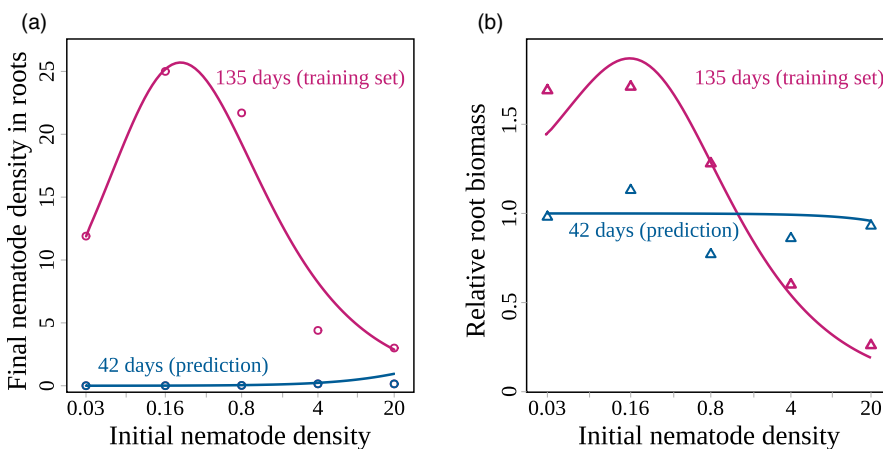 (a)
Final nematode density in roots
25
20
15
10
5
0
135 days (training set)
42 days (prediction)
0.03 0.16 0.8 4 20
Initial nematode density
(b)
Relative root biomass
1.5
1.0
0.5
0
135 days (training set)
42 days (prediction)
0.03 0.16 0.8 4 20
Initial nematode density